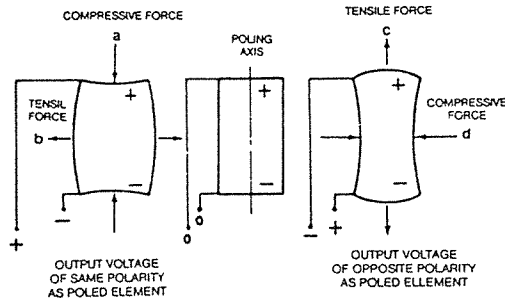 COMPRESSIVE FORCE
a
TENSIL
FORCE
b
+
−
−
+
OUTPUT VOLTAGE
OF SAME POLARITY
AS POLED ELEMENT
POLING
AXIS
+
−
o
o
TENSILE FORCE
c
+
COMPRESSIVE
FORCE
d
−
− +
OUTPUT VOLTAGE
OF OPPOSITE POLARITY
AS POLED ELLEMENT